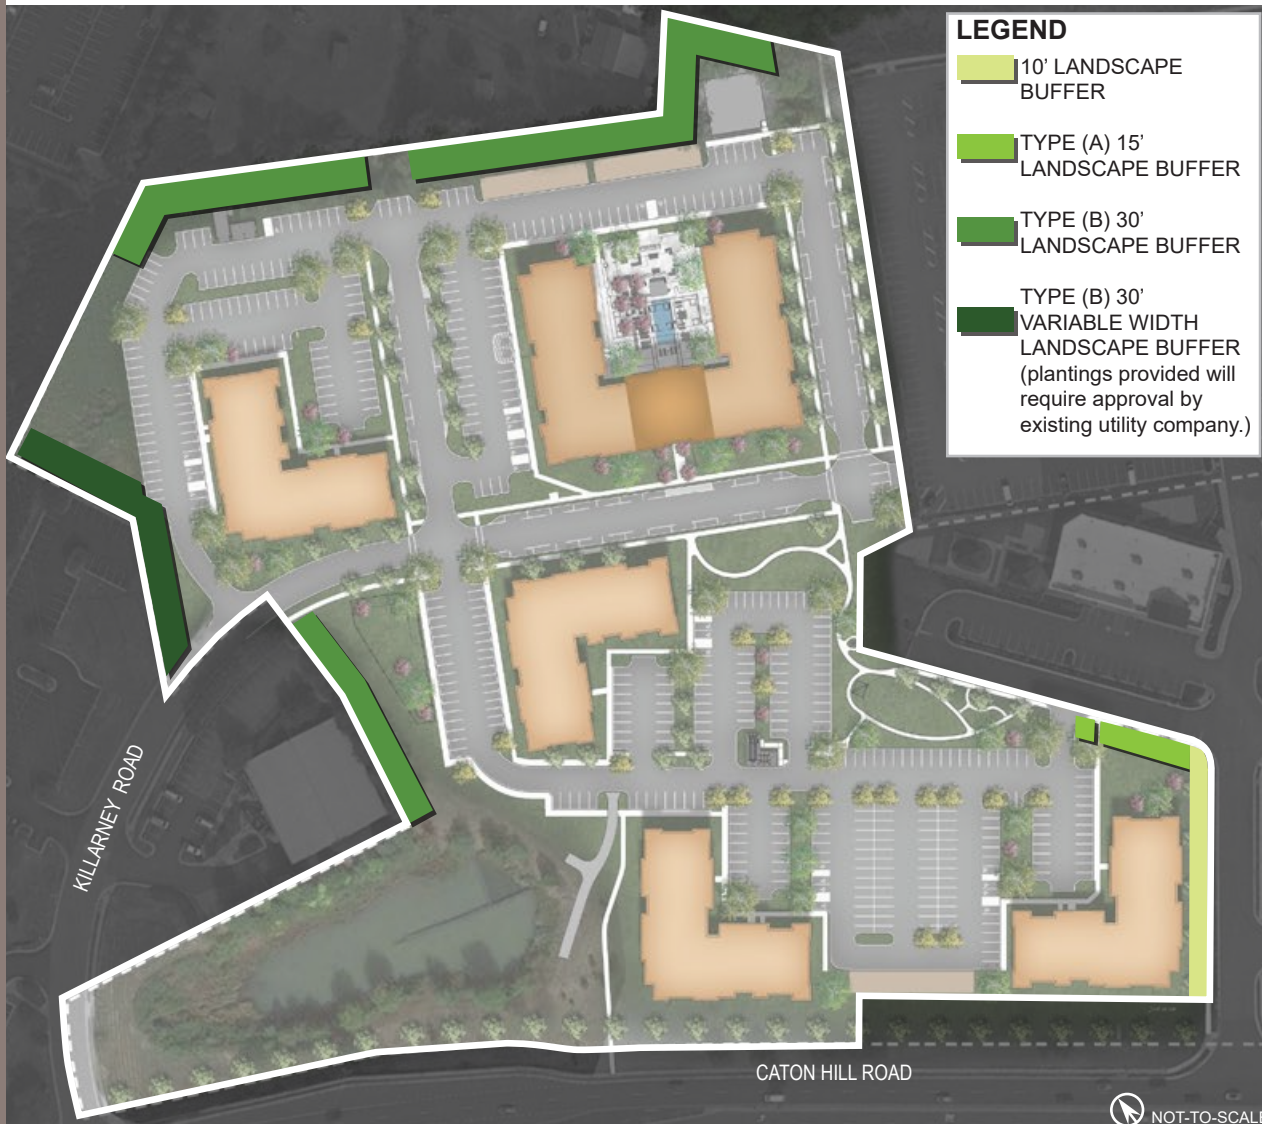 LEGEND
10’ LANDSCAPE
BUFFER
TYPE (A) 15’
LANDSCAPE BUFFER
TYPE (B) 30’
LANDSCAPE BUFFER
TYPE (B) 30’
VARIABLE WIDTH
LANDSCAPE BUFFER
(plantings provided will
require approval by
existing utility company.)
KILLARNEY ROAD
CATON HILL ROAD
NOT-TO-SCALE